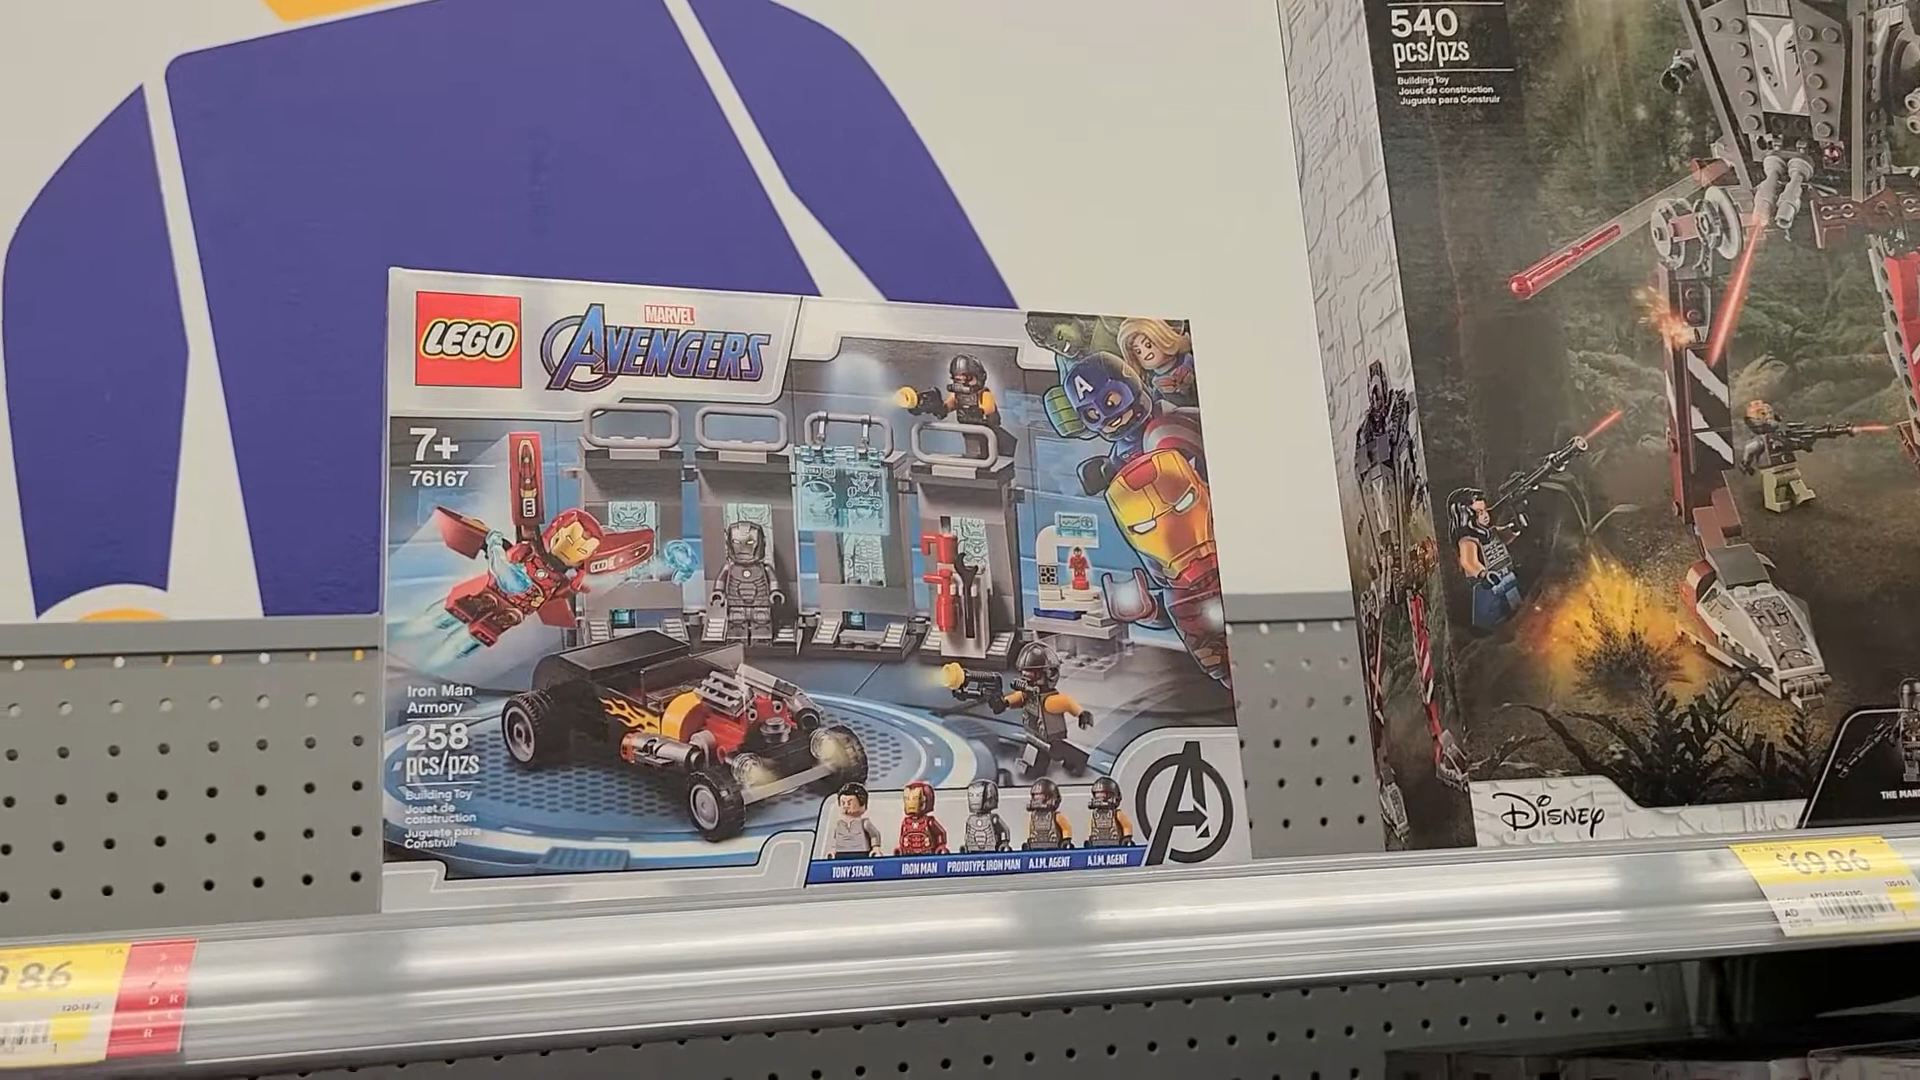 540
pcs/pzs
Building Toy
Jouet de construction
Juguete para Construir
LEGO
MARVEL
AVENGERS
7+
76167
A
Iron Man
Armory
258
pcs/pzs
Building Toy
Jouet de
construction
Juguete para
Construir
TONY STARK
IRON MAN
PROTOTYPE IRON MAN
A.I.M. AGENT
A.I.M. AGENT
Disney
$69.86
AD
86